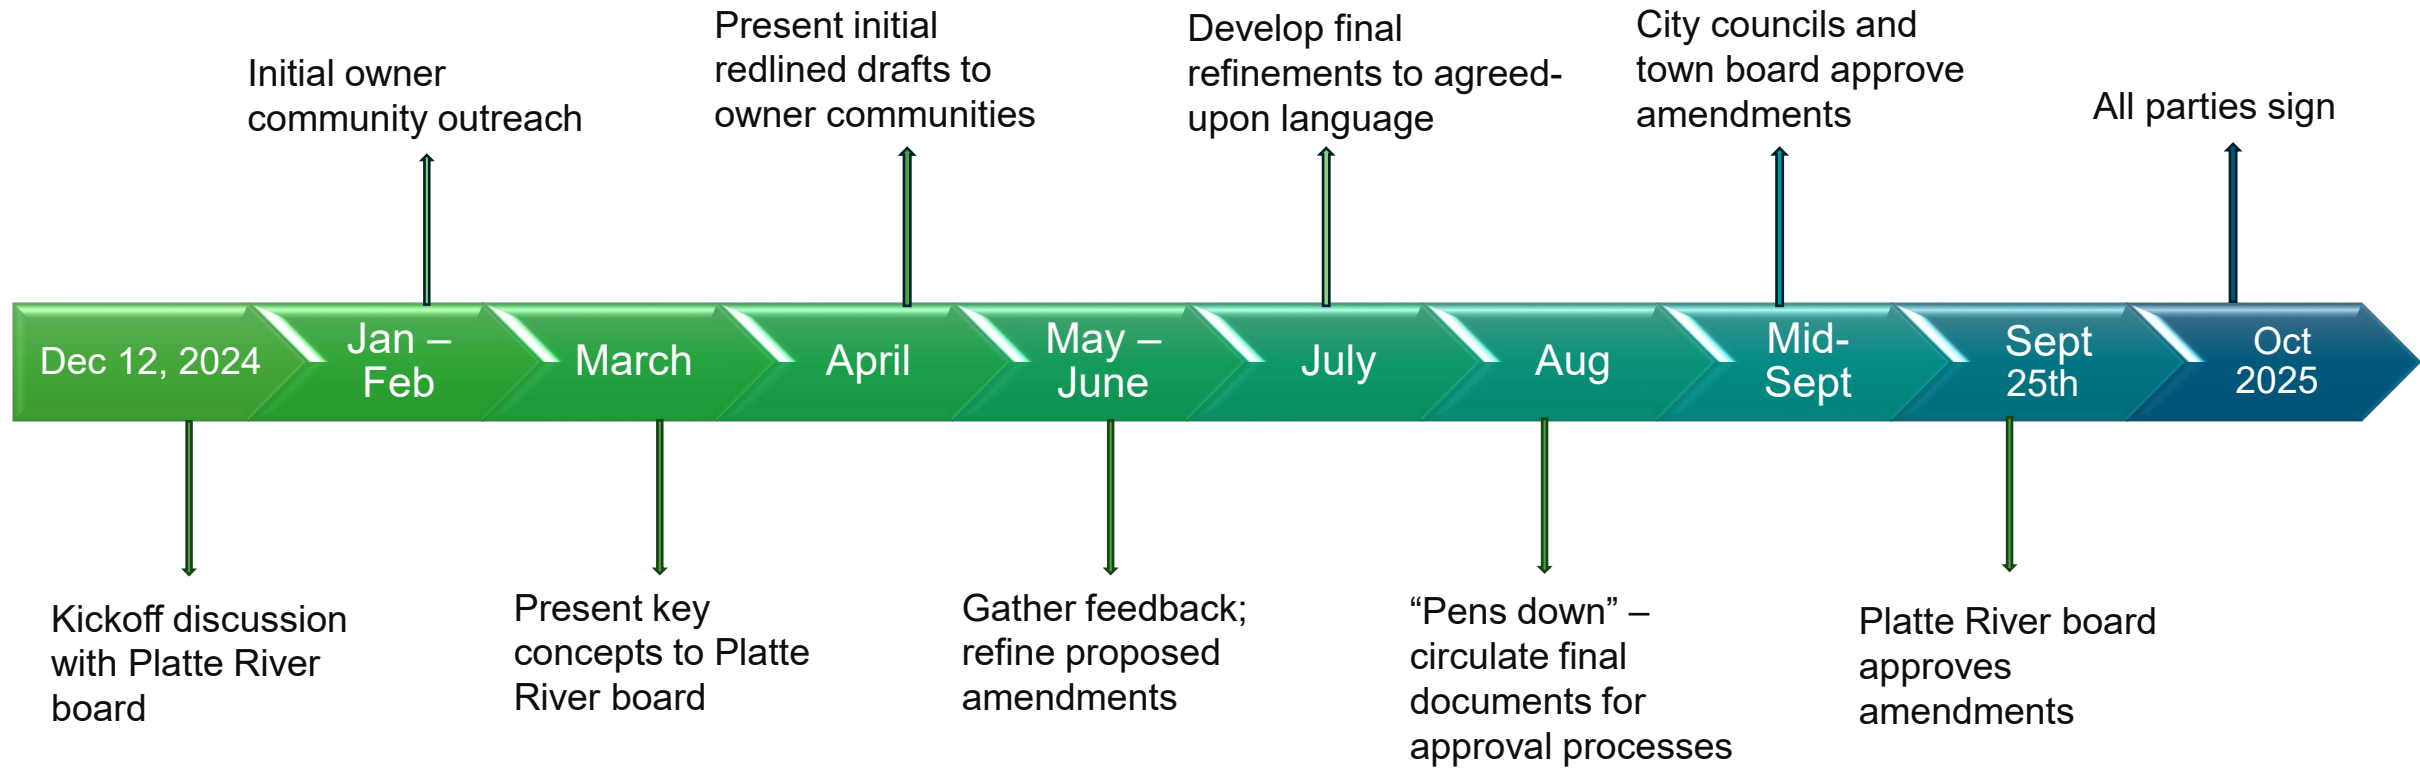 Initial owner
community outreach
Present initial
redlined drafts to
owner communities
Develop final
refinements to agreed-
upon language
City councils and
town board approve
amendments
All parties sign
Dec 12, 2024
Jan –
Feb
March
April
May –
June
July
Aug
Mid-
Sept
Sept
25th
Oct
2025
Kickoff discussion
with Platte River
board
Present key
concepts to Platte
River board
Gather feedback;
refine proposed
amendments
“Pens down” –
circulate final
documents for
approval processes
Platte River board
approves
amendments